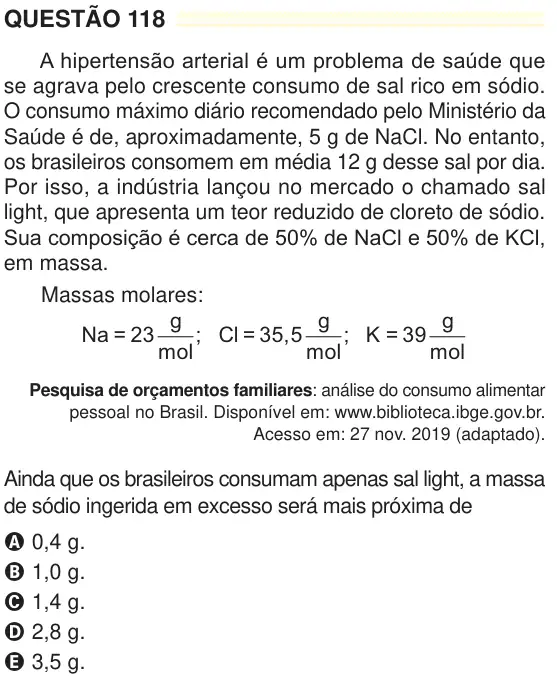 QUESTÃO 118
A hipertensão arterial é um problema de saúde que
se agrava pelo crescente consumo de sal rico em sódio.
O consumo máximo diário recomendado pelo Ministério da
Saúde é de, aproximadamente, 5 g de NaCl. No entanto,
os brasileiros consomem em média 12 g desse sal por dia.
Por isso, a indústria lançou no mercado o chamado sal
light, que apresenta um teor reduzido de cloreto de sódio.
Sua composição é cerca de 50% de NaCl e 50% de KCl,
em massa.
Massas molares:
Na = 23 g/mol; Cl = 35,5 g/mol; K = 39 g/mol
Pesquisa de orçamentos familiares: análise do consumo alimentar
pessoal no Brasil. Disponível em: www.biblioteca.ibge.gov.br.
Acesso em: 27 nov. 2019 (adaptado).
Ainda que os brasileiros consumam apenas sal light, a massa
de sódio ingerida em excesso será mais próxima de
A 0,4 g.
B 1,0 g.
C 1,4 g.
D 2,8 g.
E 3,5 g.